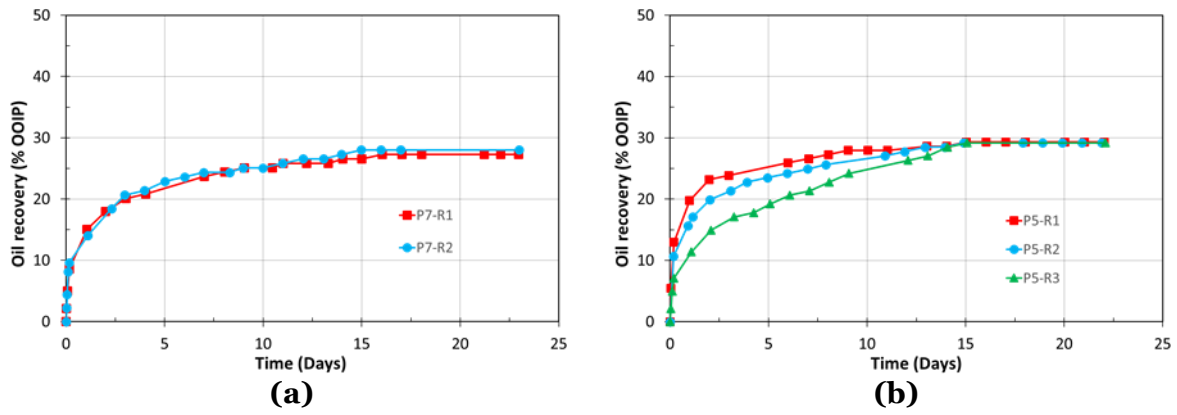 50
40
30
20
10
0
Oil recovery (% OOIP)
P7-R1
P7-R2
0 5 10 15 20 25
Time (Days)
(a)
50
40
30
20
10
0
Oil recovery (% OOIP)
P5-R1
P5-R2
P5-R3
0 5 10 15 20 25
Time (Days)
(b)